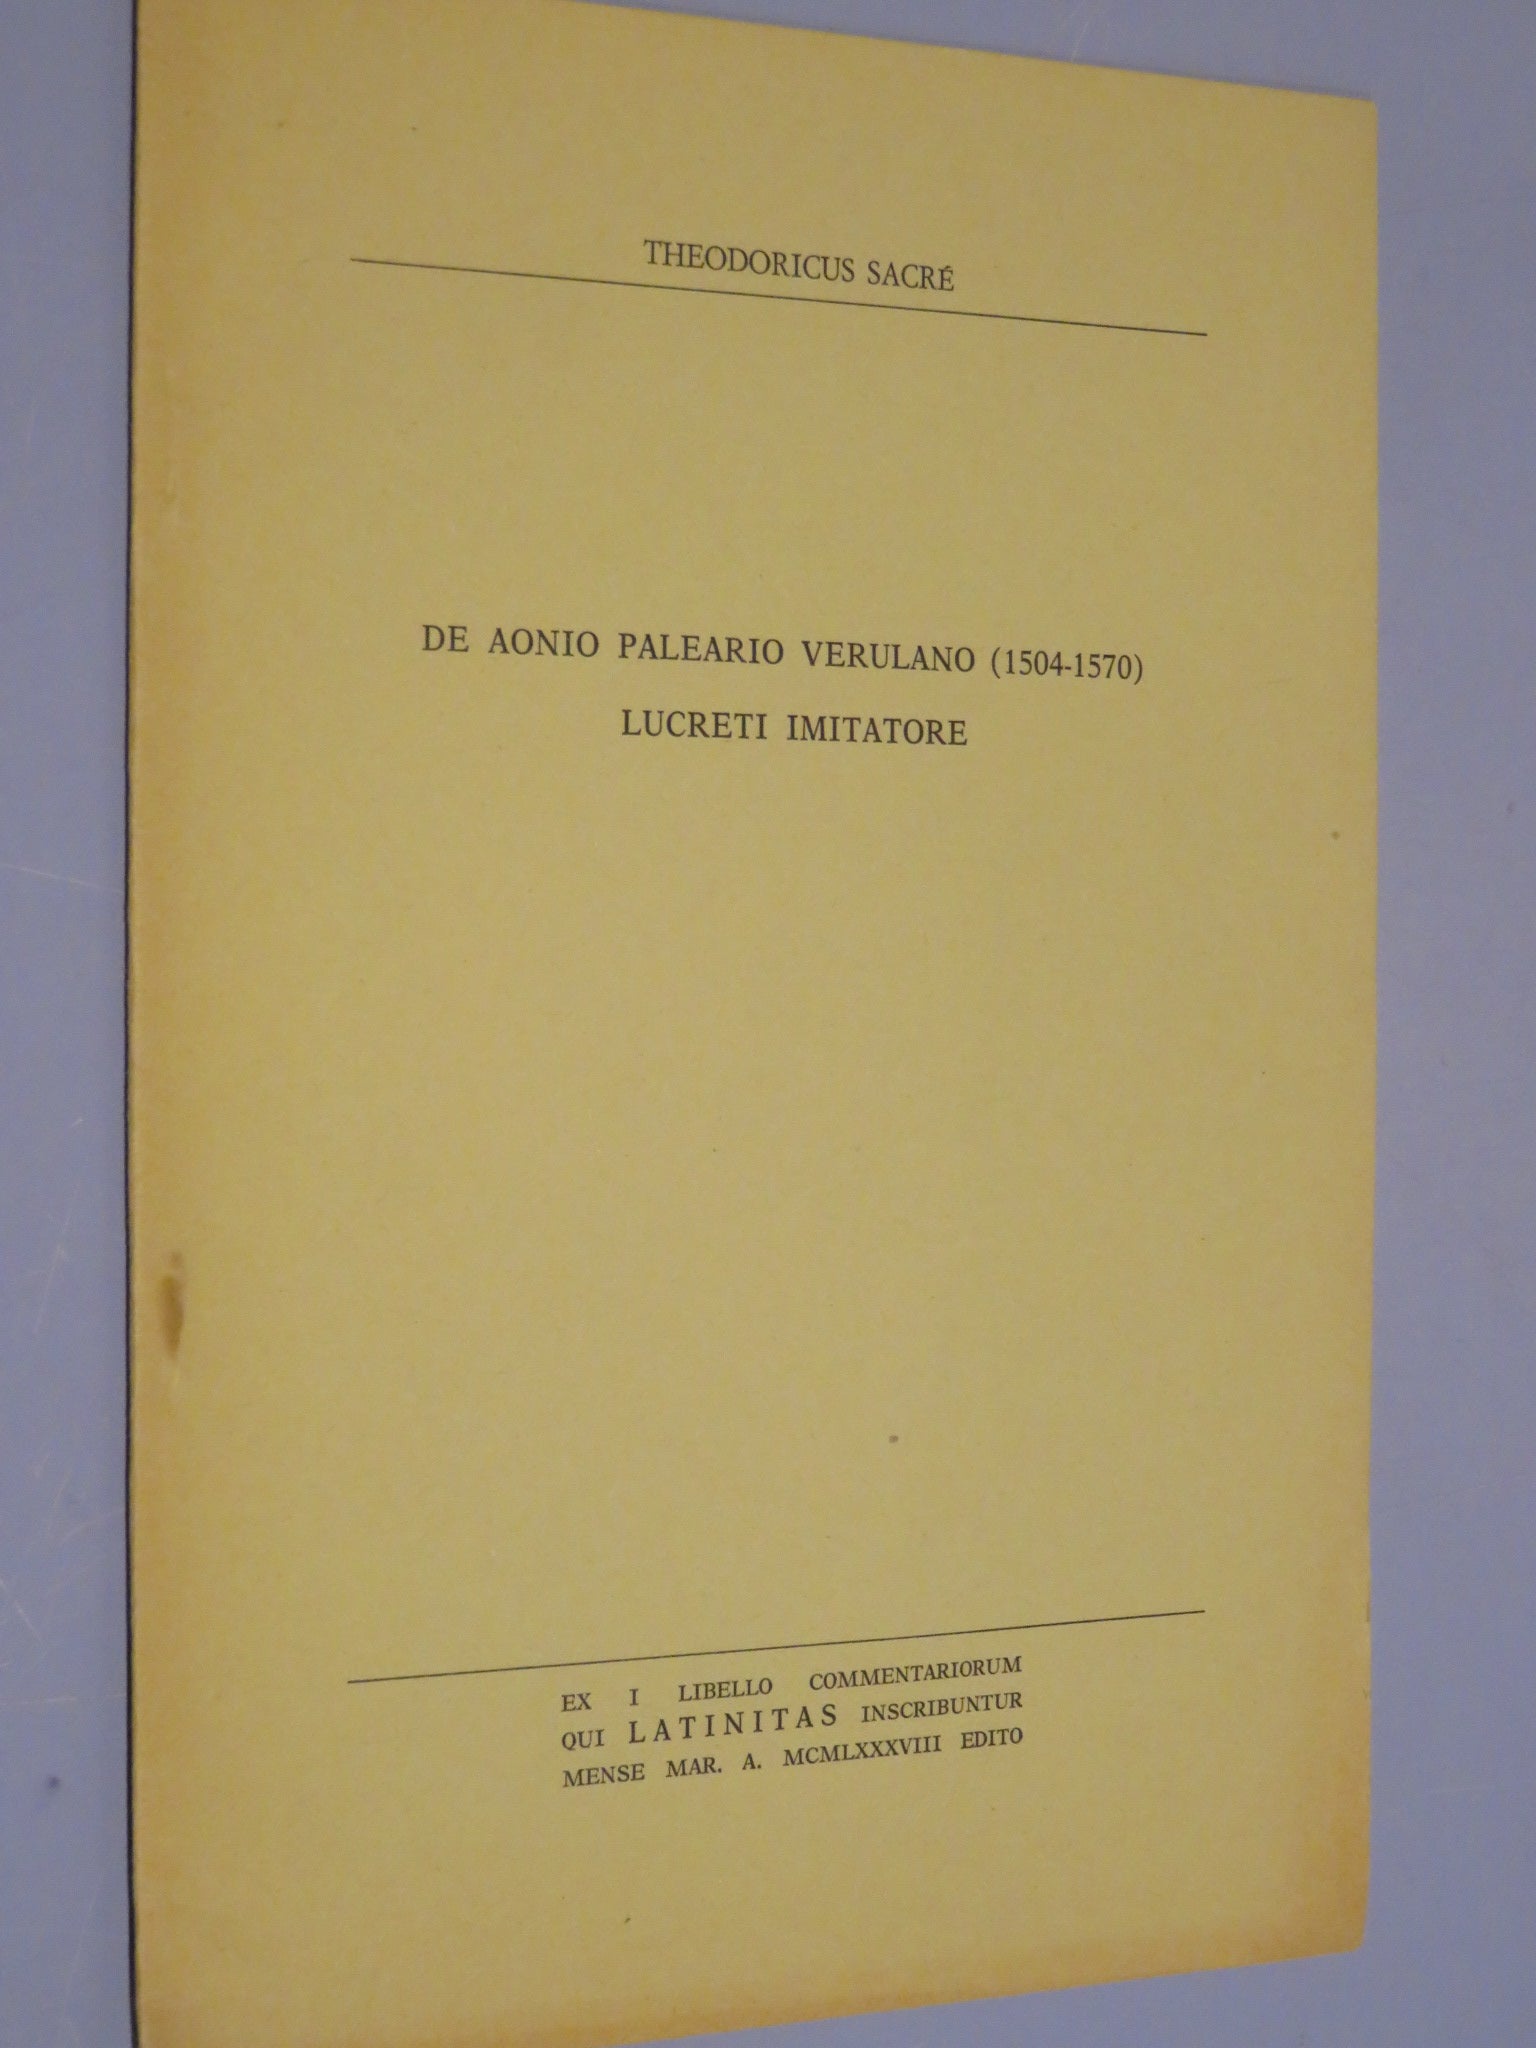 THEODORICUS SACRÉ
DE AONIO PALEARIO VERULANO (1504-1570)
LUCRETI IMITATORE
EX I LIBELLO COMMENTARIORUM
QUI LATINITAS INSCRIBUNTUR
MENSE MAR. A. MCMLXXXVIII EDITO